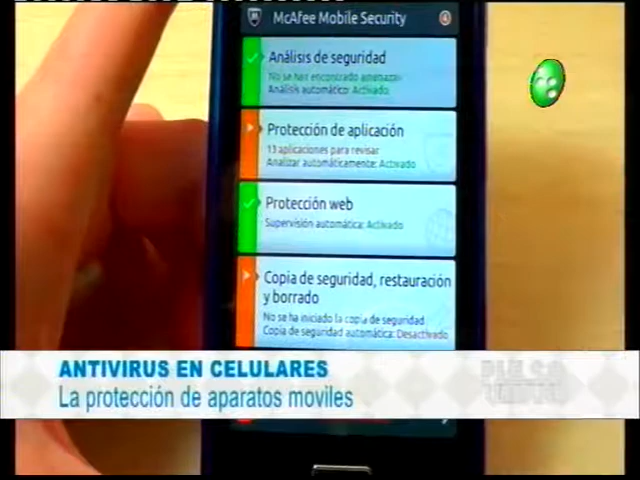 McAfee Mobile Security
Análisis de seguridad
No se han encontrado amenazas
Análisis automático: Activado
Protección de aplicación
13 aplicaciones para revisar
Analizar automáticamente: Activado
Protección web
Supervisión automática: Activado
Copia de seguridad, restauración
y borrado
No se ha iniciado la copia de seguridad
Copia de seguridad automática: Desactivado
ANTIVIRUS EN CELULARES
La protección de aparatos moviles